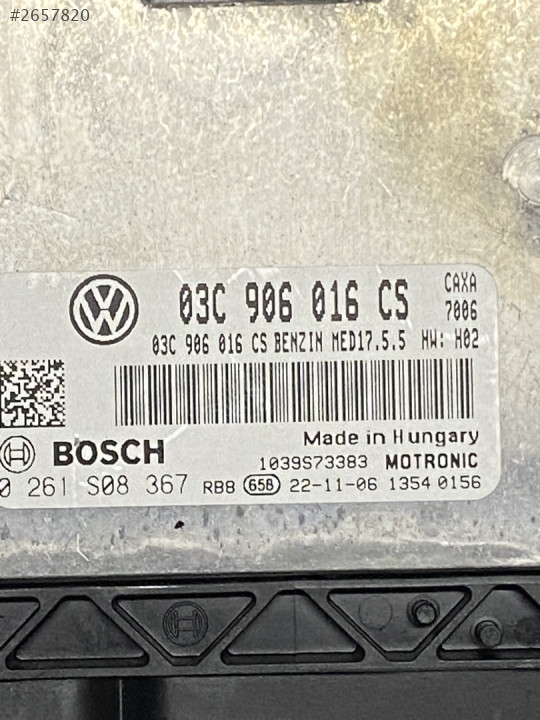 #2657820
03C 906 016 CS
CAXA
7006
03C 906 016 CS BENZIN MED17.5.5 HW: H02
Made in Hungary
BOSCH
1039S73383 MOTRONIC
0 261 S08 367 RBB 658 22-11-06 1354 0156